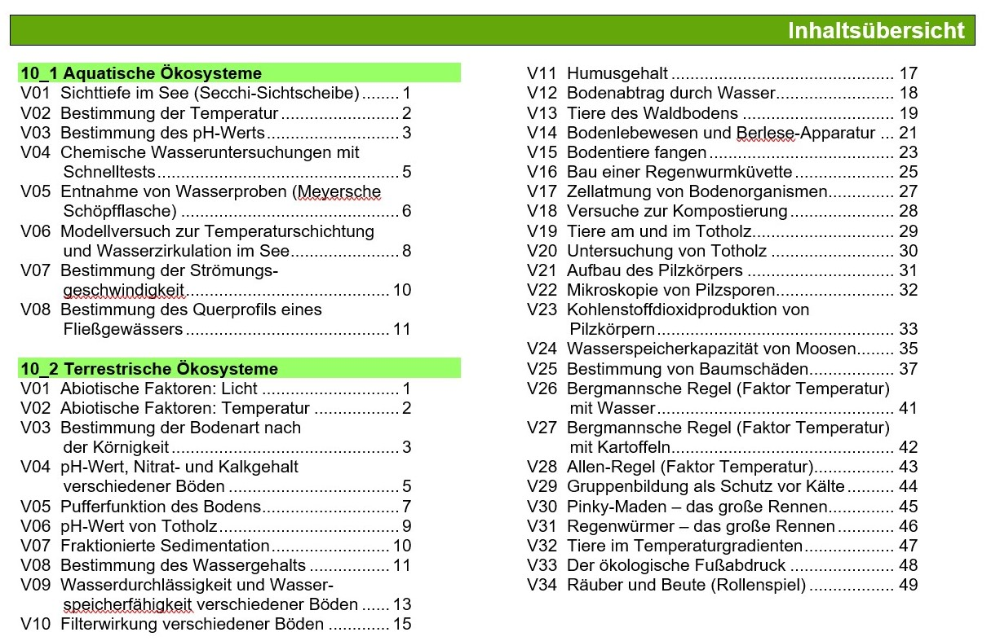 Inhaltsübersicht
10_1 Aquatische Ökosysteme
V01 Sichttiefe im See (Secchi-Sichtscheibe)........ 1
V02 Bestimmung der Temperatur......................... 2
V03 Bestimmung des pH-Werts........................... 3
V04 Chemische Wasseruntersuchungen mit
Schnelltests.................................................. 5
V05 Entnahme von Wasserproben (Meyersche
Schöpfflasche) ............................................. 6
V06 Modellversuch zur Temperaturschichtung
und Wasserzirkulation im See...................... 8
V07 Bestimmung der Strömungs-
geschwindigkeit.......................................... 10
V08 Bestimmung des Querprofils eines
Fließgewässers.......................................... 11
10_2 Terrestrische Ökosysteme
V01 Abiotische Faktoren: Licht ............................ 1
V02 Abiotische Faktoren: Temperatur ................. 2
V03 Bestimmung der Bodenart nach
der Körnigkeit............................................... 3
V04 pH-Wert, Nitrat- und Kalkgehalt
verschiedener Böden ................................... 5
V05 Pufferfunktion des Bodens............................ 7
V06 pH-Wert von Totholz..................................... 9
V07 Fraktionierte Sedimentation......................... 10
V08 Bestimmung des Wassergehalts ................ 11
V09 Wasserdurchlässigkeit und Wasser-
speicherfähigkeit verschiedener Böden ...... 13
V10 Filterwirkung verschiedener Böden ............. 15
V11 Humusgehalt .............................................. 17
V12 Bodenabtrag durch Wasser........................ 18
V13 Tiere des Waldbodens ............................... 19
V14 Bodenlebewesen und Berlese-Apparatur ... 21
V15 Bodentiere fangen...................................... 23
V16 Bau einer Regenwurmküvette.................... 25
V17 Zellatmung von Bodenorganismen............. 27
V18 Versuche zur Kompostierung..................... 28
V19 Tiere am und im Totholz............................. 29
V20 Untersuchung von Totholz ......................... 30
V21 Aufbau des Pilzkörpers .............................. 31
V22 Mikroskopie von Pilzsporen........................ 32
V23 Kohlenstoffdioxidproduktion von
Pilzkörpern................................................. 33
V24 Wasserspeicherkapazität von Moosen........ 35
V25 Bestimmung von Baumschäden................. 37
V26 Bergmannsche Regel (Faktor Temperatur)
mit Wasser................................................. 41
V27 Bergmannsche Regel (Faktor Temperatur)
mit Kartoffeln.............................................. 42
V28 Allen-Regel (Faktor Temperatur)................ 43
V29 Gruppenbildung als Schutz vor Kälte.......... 44
V30 Pinky-Maden – das große Rennen............. 45
V31 Regenwürmer – das große Rennen............ 46
V32 Tiere im Temperaturgradienten................... 47
V33 Der ökologische Fußabdruck ...................... 48
V34 Räuber und Beute (Rollenspiel).................. 49